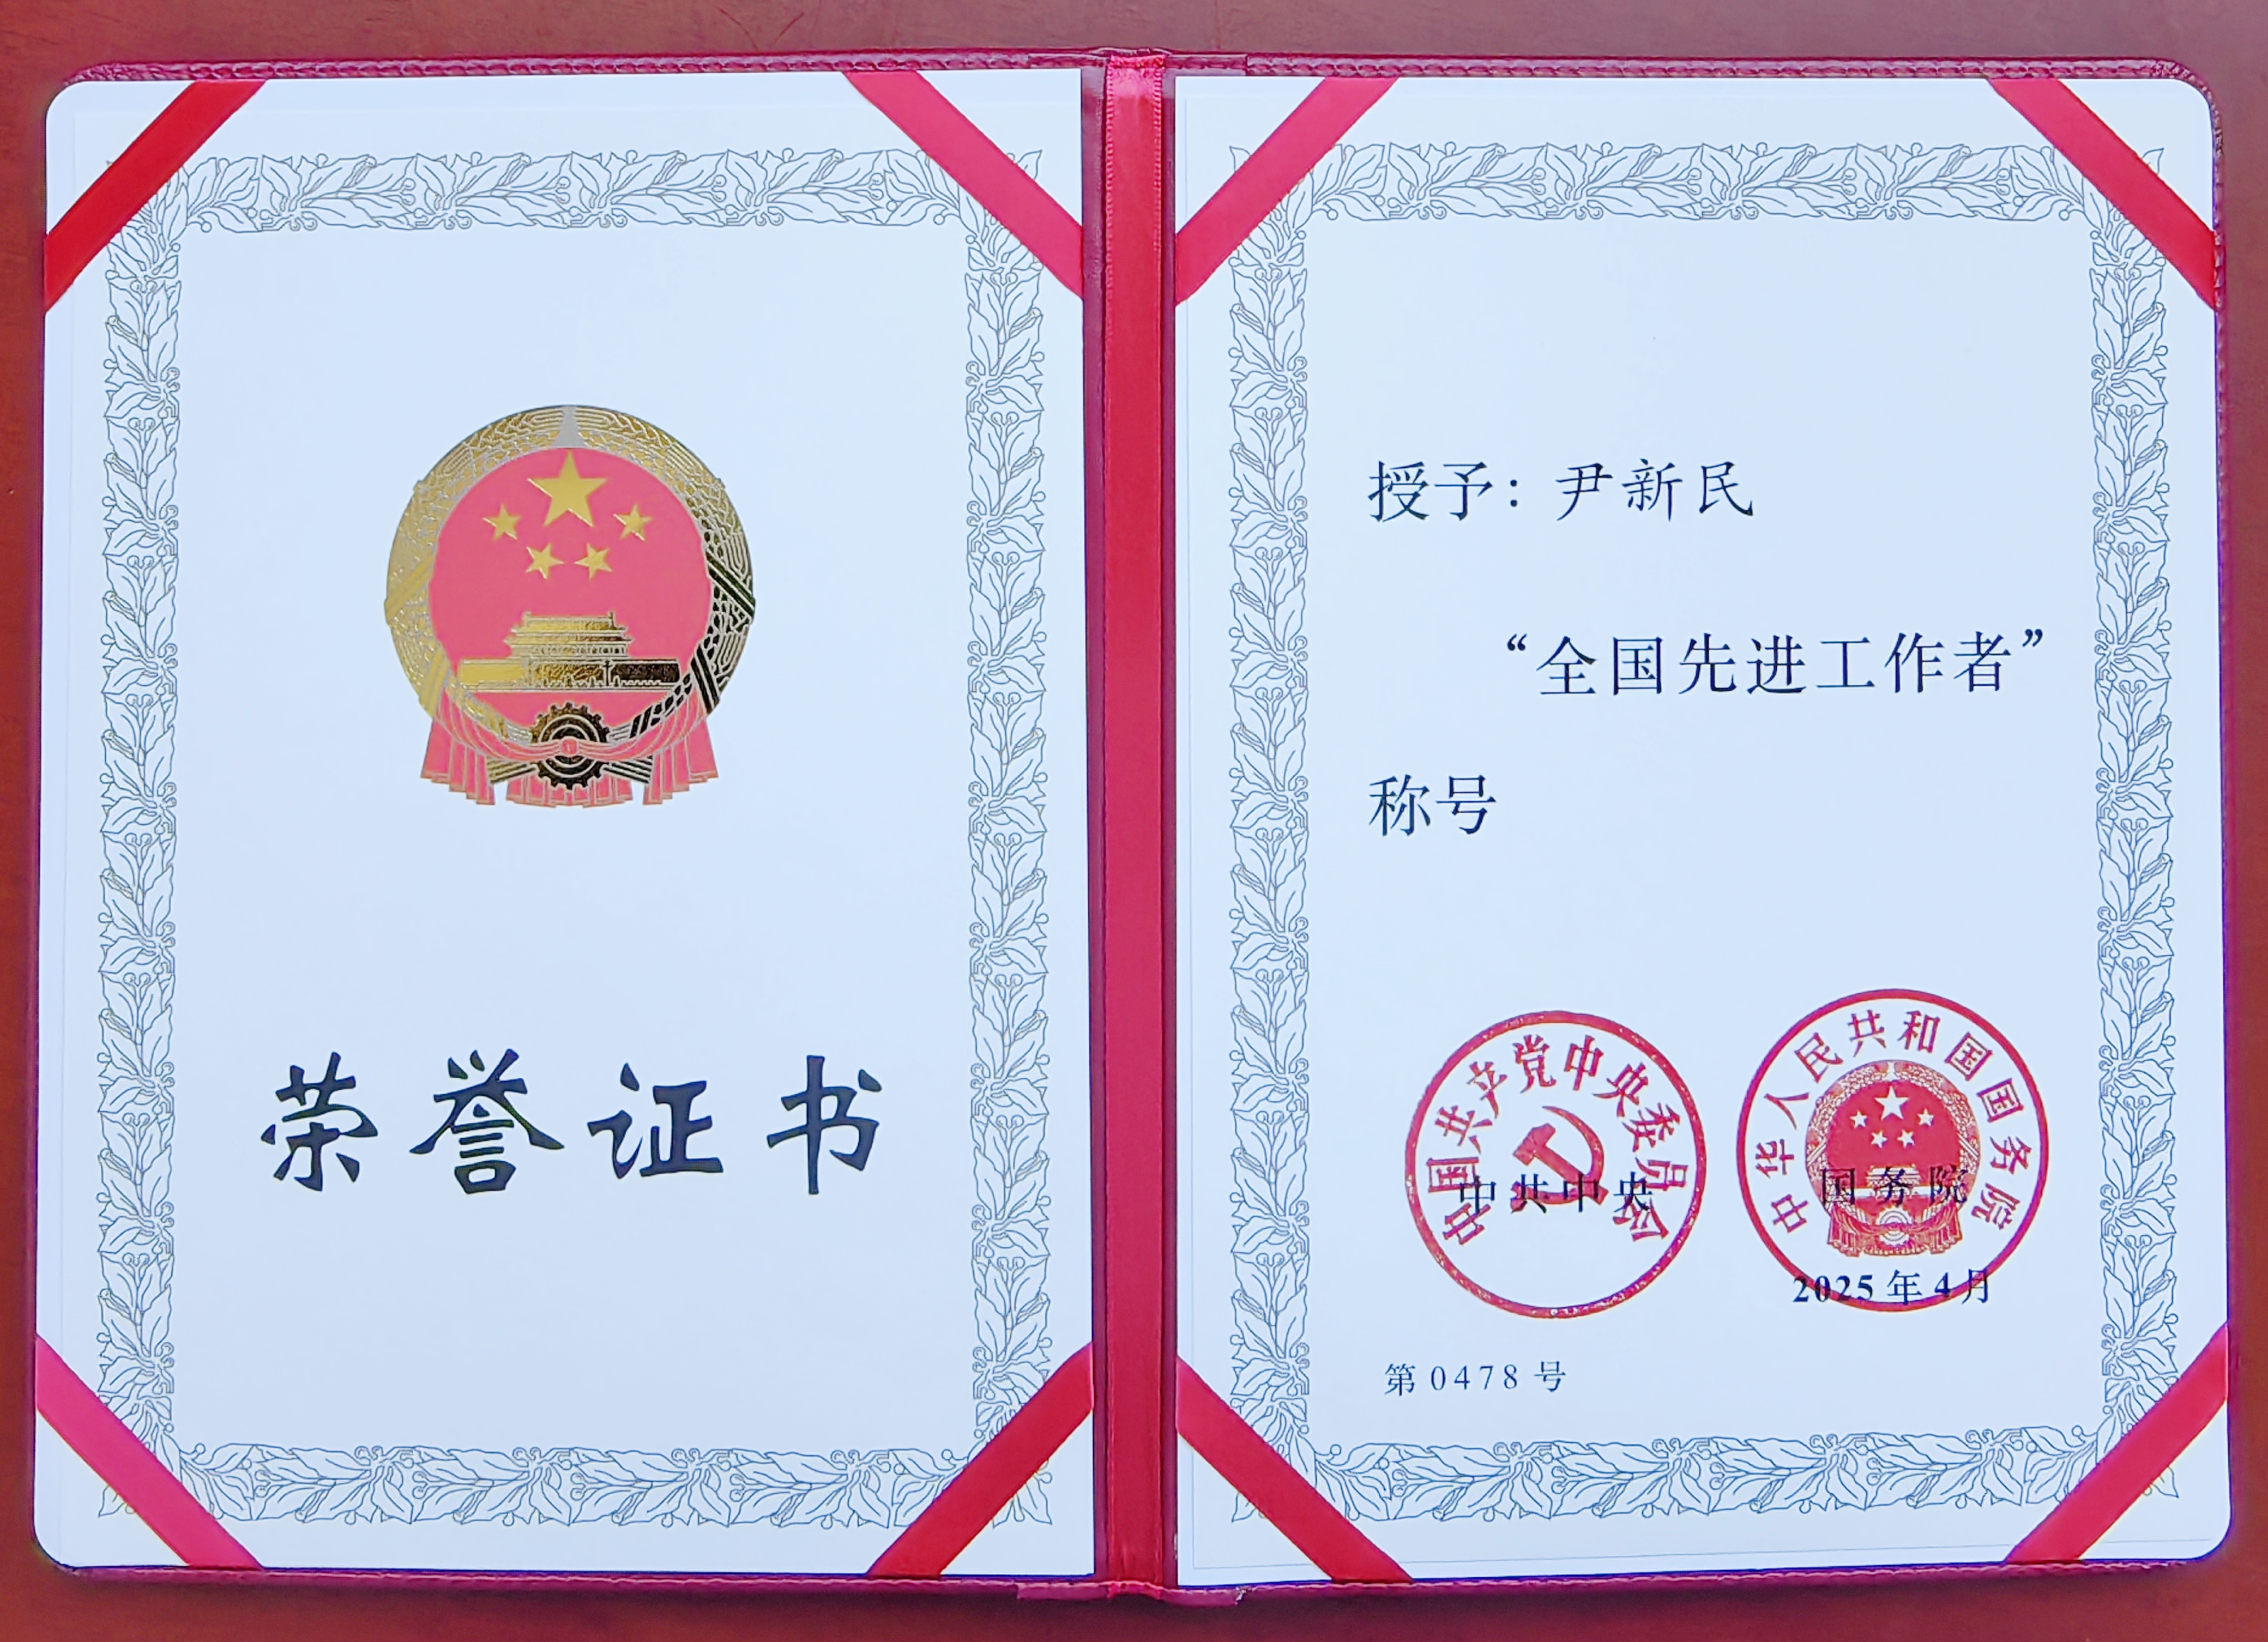 荣誉证书
授予：尹新民
“全国先进工作者”
称号
中国共产党中央委员会
中共中央
中华人民共和国国务院
国务院
2025年4月
第0478号